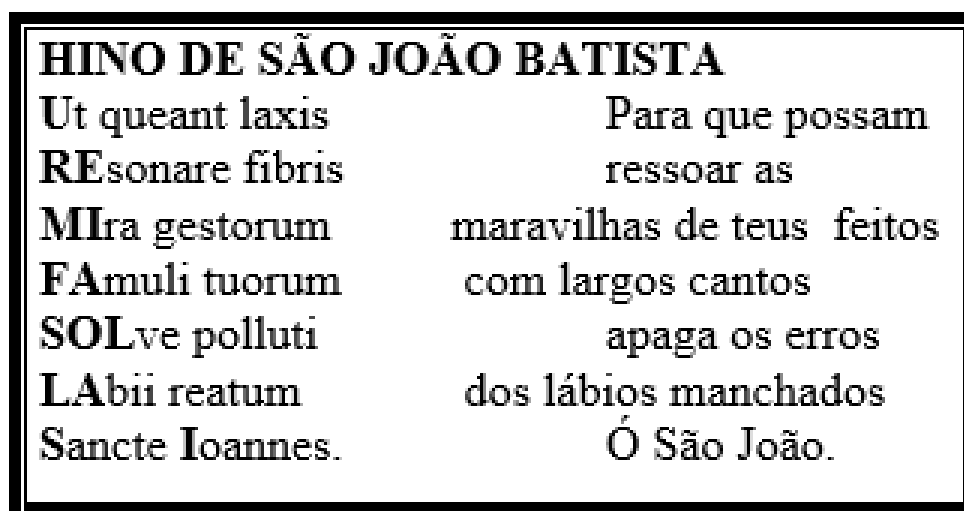 HINO DE SÃO JOÃO BATISTA
Ut queant laxis Para que possam
REsonare fibris ressoar as
MIra gestorum maravilhas de teus feitos
FAmuli tuorum com largos cantos
SOLve polluti apaga os erros
LAbii reatum dos lábios manchados
Sancte Ioannes. Ó São João.